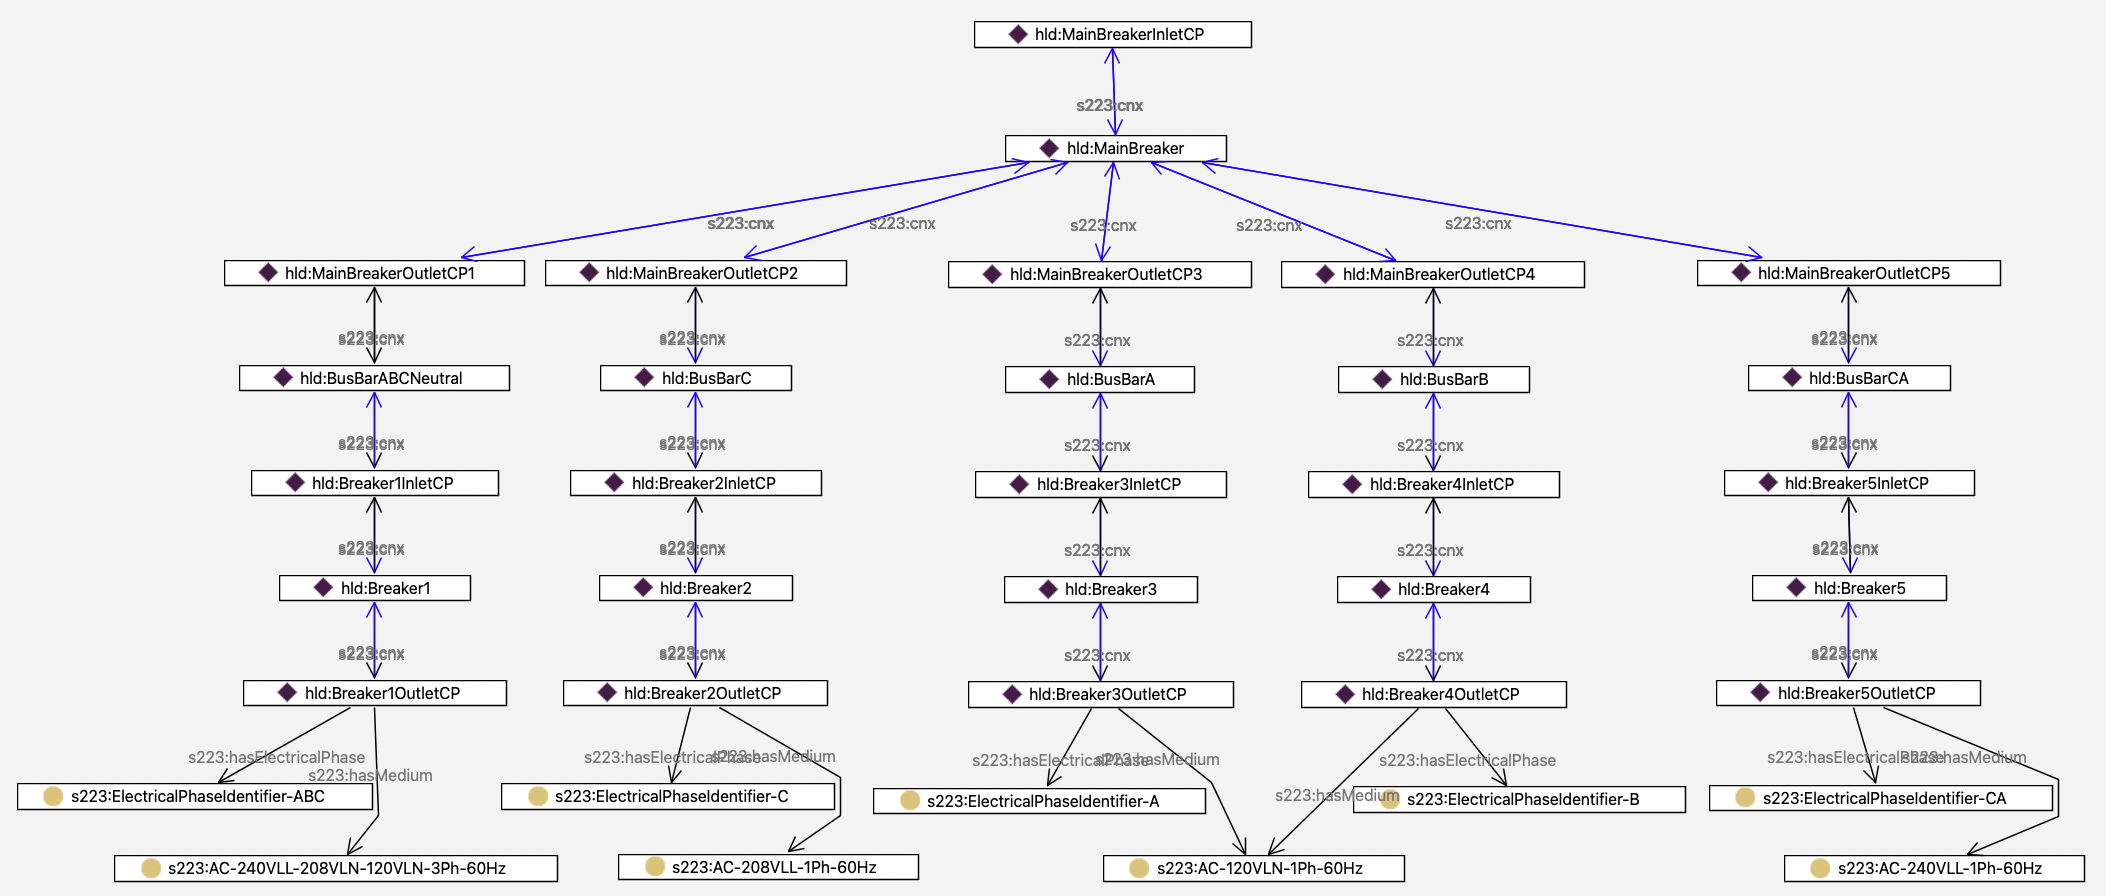 hld:MainBreakerInletCP
s223:cnx
hld:MainBreaker
s223:cnx s223:cnx s223:cnx s223:cnx s223:cnx
hld:MainBreakerOutletCP1 hld:MainBreakerOutletCP2 hld:MainBreakerOutletCP3 hld:MainBreakerOutletCP4 hld:MainBreakerOutletCP5
s223:cnx s223:cnx s223:cnx s223:cnx s223:cnx
hld:BusBarABCNeutral hld:BusBarC hld:BusBarA hld:BusBarB hld:BusBarCA
s223:cnx s223:cnx s223:cnx s223:cnx s223:cnx
hld:Breaker1InletCP hld:Breaker2InletCP hld:Breaker3InletCP hld:Breaker4InletCP hld:Breaker5InletCP
s223:cnx s223:cnx s223:cnx s223:cnx s223:cnx
hld:Breaker1 hld:Breaker2 hld:Breaker3 hld:Breaker4 hld:Breaker5
s223:cnx s223:cnx s223:cnx s223:cnx s223:cnx
hld:Breaker1OutletCP hld:Breaker2OutletCP hld:Breaker3OutletCP hld:Breaker4OutletCP hld:Breaker5OutletCP
s223:hasElectricalPhase s223:hasElectricalPhase s223:hasMedium s223:hasElectricalPhase s223:hasMedium s223:hasElectricalPhase s223:hasElectricalPhase s223:hasMedium
s223:hasMedium s223:hasMedium
s223:ElectricalPhaseIdentifier-ABC s223:ElectricalPhaseIdentifier-C s223:ElectricalPhaseIdentifier-A s223:ElectricalPhaseIdentifier-B s223:ElectricalPhaseIdentifier-CA
s223:AC-240VLL-208VLN-120VLN-3Ph-60Hz s223:AC-208VLL-1Ph-60Hz s223:AC-120VLN-1Ph-60Hz s223:AC-240VLL-1Ph-60Hz